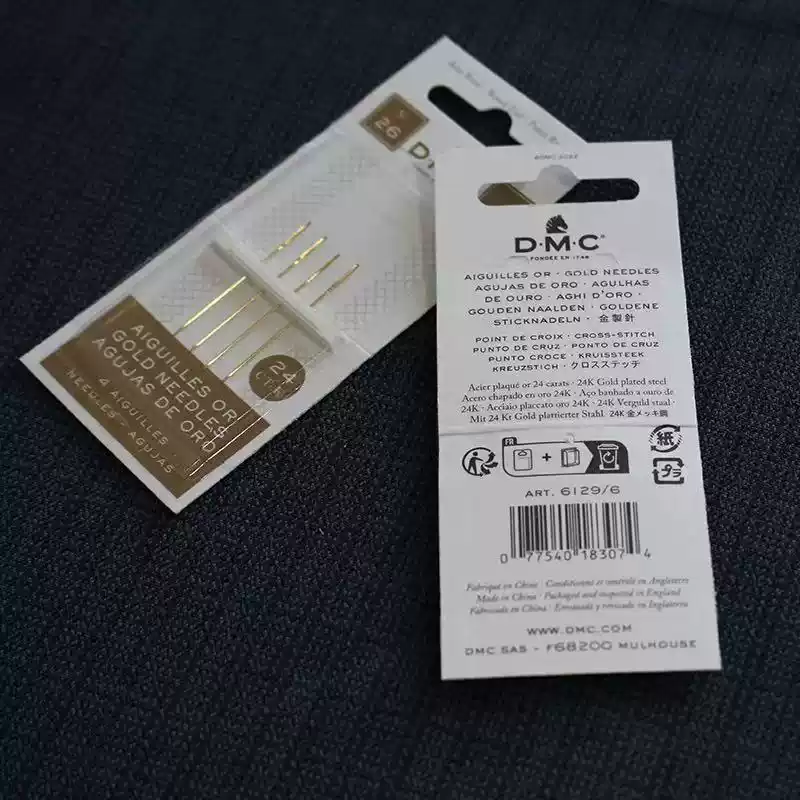 26
AIGUILLES OR
GOLD NEEDLES
AGUJAS DE ORO
4 AIGUILLES
NEEDLES - AGUJAS
24
D·M·C®
FONDÉE EN 1746
AIGUILLES OR · GOLD NEEDLES
AGUJAS DE ORO · AGULHAS
DE OURO · AGHI D'ORO ·
GOUDEN NAALDEN · GOLDENE
STICKNADELN · 金製針
POINT DE CROIX · CROSS-STITCH
PUNTO DE CRUZ · PONTO DE CRUZ
PUNTO CROCE · KRUISSTEEK
KREUZSTICH · クロスステッチ
Acier plaqué or 24 carats · 24K Gold plated steel
Acero chapado en oro 24K · Aço banhado a ouro de
24K · Acciaio placcato oro 24K · 24K Verguld staal ·
Mit 24 Kt Gold plattierter Stahl 24K 金メッキ鋼
FR
+
紙
プラ
ART. 6129/6
0 77540 18307 4
Fabriqué en Chine · Conditionné et contrôlé en Angleterre
Made in China · Packaged and inspected in England
Fabricado en China · Envasada y revisado en Inglaterra
WWW.DMC.COM
DMC SAS - F68200 MULHOUSE